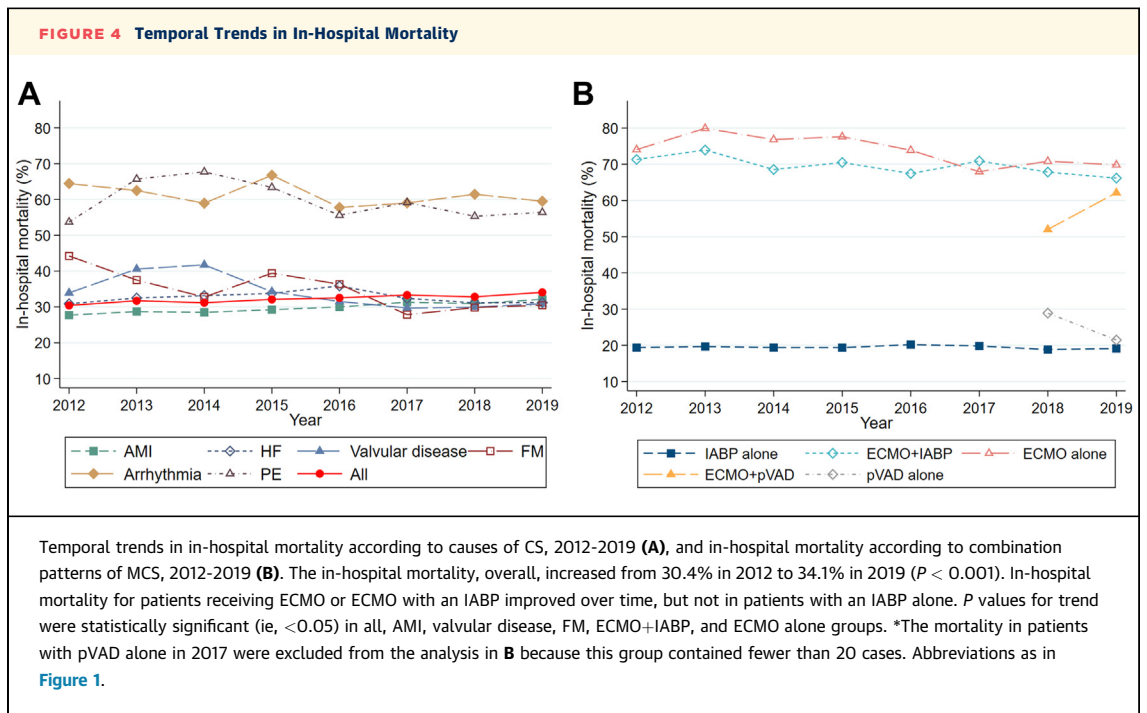 FIGURE 4 Temporal Trends in In-Hospital Mortality
A
In-hospital mortality (%)
80
70
60
50
40
30
20
10
2012 2013 2014 2015 2016 2017 2018 2019
Year
AMI HF Valvular disease FM
Arrhythmia PE All
B
In-hospital mortality (%)
80
70
60
50
40
30
20
10
2012 2013 2014 2015 2016 2017 2018 2019
Year
IABP alone ECMO+IABP ECMO alone
ECMO+pVAD pVAD alone
Temporal trends in in-hospital mortality according to causes of CS, 2012-2019 (A), and in-hospital mortality according to combination
patterns of MCS, 2012-2019 (B). The in-hospital mortality, overall, increased from 30.4% in 2012 to 34.1% in 2019 (P < 0.001). In-hospital
mortality for patients receiving ECMO or ECMO with an IABP improved over time, but not in patients with an IABP alone. P values for trend
were statistically significant (ie, <0.05) in all, AMI, valvular disease, FM, ECMO+IABP, and ECMO alone groups. *The mortality in patients
with pVAD alone in 2017 were excluded from the analysis in B because this group contained fewer than 20 cases. Abbreviations as in
Figure 1.